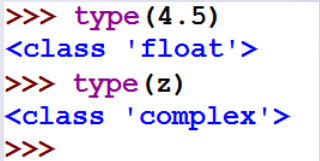 >>> type(4.5)
<class 'float'>
>>> type(z)
<class 'complex'>
>>>